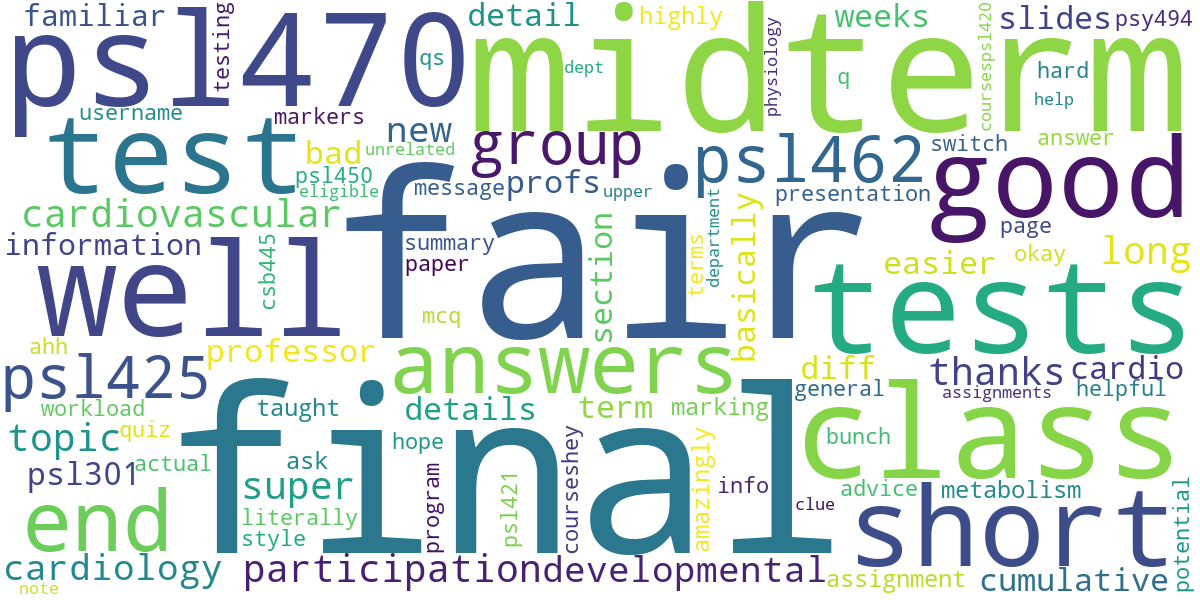 familiar
psl470
testing
qs
detail
highly
midterm
dept
physiology
weeks
q
coursespsl420
slides
psy494
hard
help
username
test
markers
new
group
psl462
switch
answer
good
bad
unrelated
psl450
eligible
message
profs
upper
presentation
page
cardiovascular
fair
information
well
csb445
summary
paper
section
terms
department
basically
easier
okay
long
tests
mcq
ahh
professor
answers
psl425
diff
thanks
cardio
general
assignments
helpful
workload
taught
details
term
marking
class
topic
quiz
final
hope
bunch
psl301
actual
ask
super
program
psl421
courseshey
amazingly
info
advice
metabolism
potential
end
literally
style
clue
short
cardiology
participation
developmental
assignment
cumulative
note